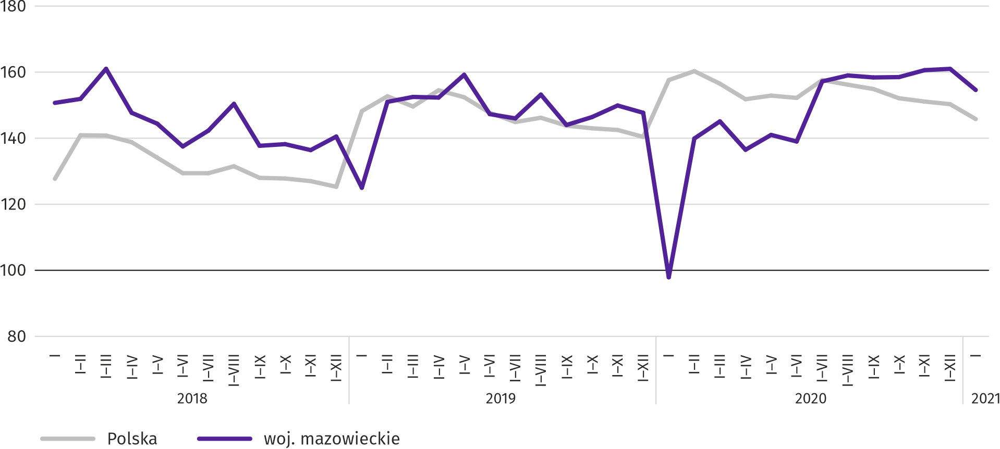 180
160
140
120
100
80
I I–II I–III I–IV I–V I–VI I–VII I–VIII I–IX I–X I–XI I–XII I I–II I–III I–IV I–V I–VI I–VII I–VIII I–IX I–X I–XI I–XII I I–II I–III I–IV I–V I–VI I–VII I–VIII I–IX I–X I–XI I–XII I
2018 2019 2020 2021
Polska woj. mazowieckie